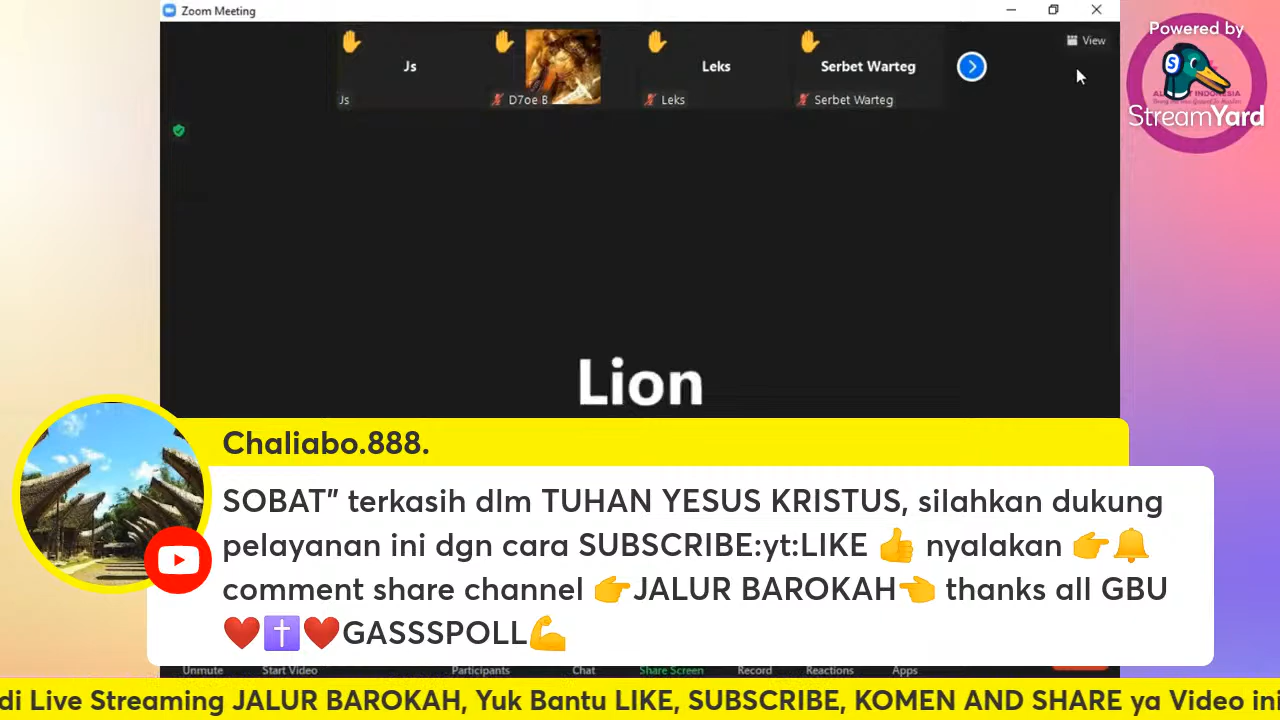 Zoom Meeting
View
Powered by
StreamYard
Js
Leks
Serbet Warteg
Js
D7oe B
Leks
Serbet Warteg
Lion
Chaliabo.888.
SOBAT" terkasih dlm TUHAN YESUS KRISTUS, silahkan dukung
pelayanan ini dgn cara SUBSCRIBE:yt:LIKE 👍 nyalakan 👉🔔
comment share channel 👉JALUR BAROKAH👈 thanks all GBU
❤️✝️❤️GASSSPOLL💪
Unmute Start Video Participants Chat Share Screen Record Reactions Apps
di Live Streaming JALUR BAROKAH, Yuk Bantu LIKE, SUBSCRIBE, KOMEN AND SHARE ya Video ini